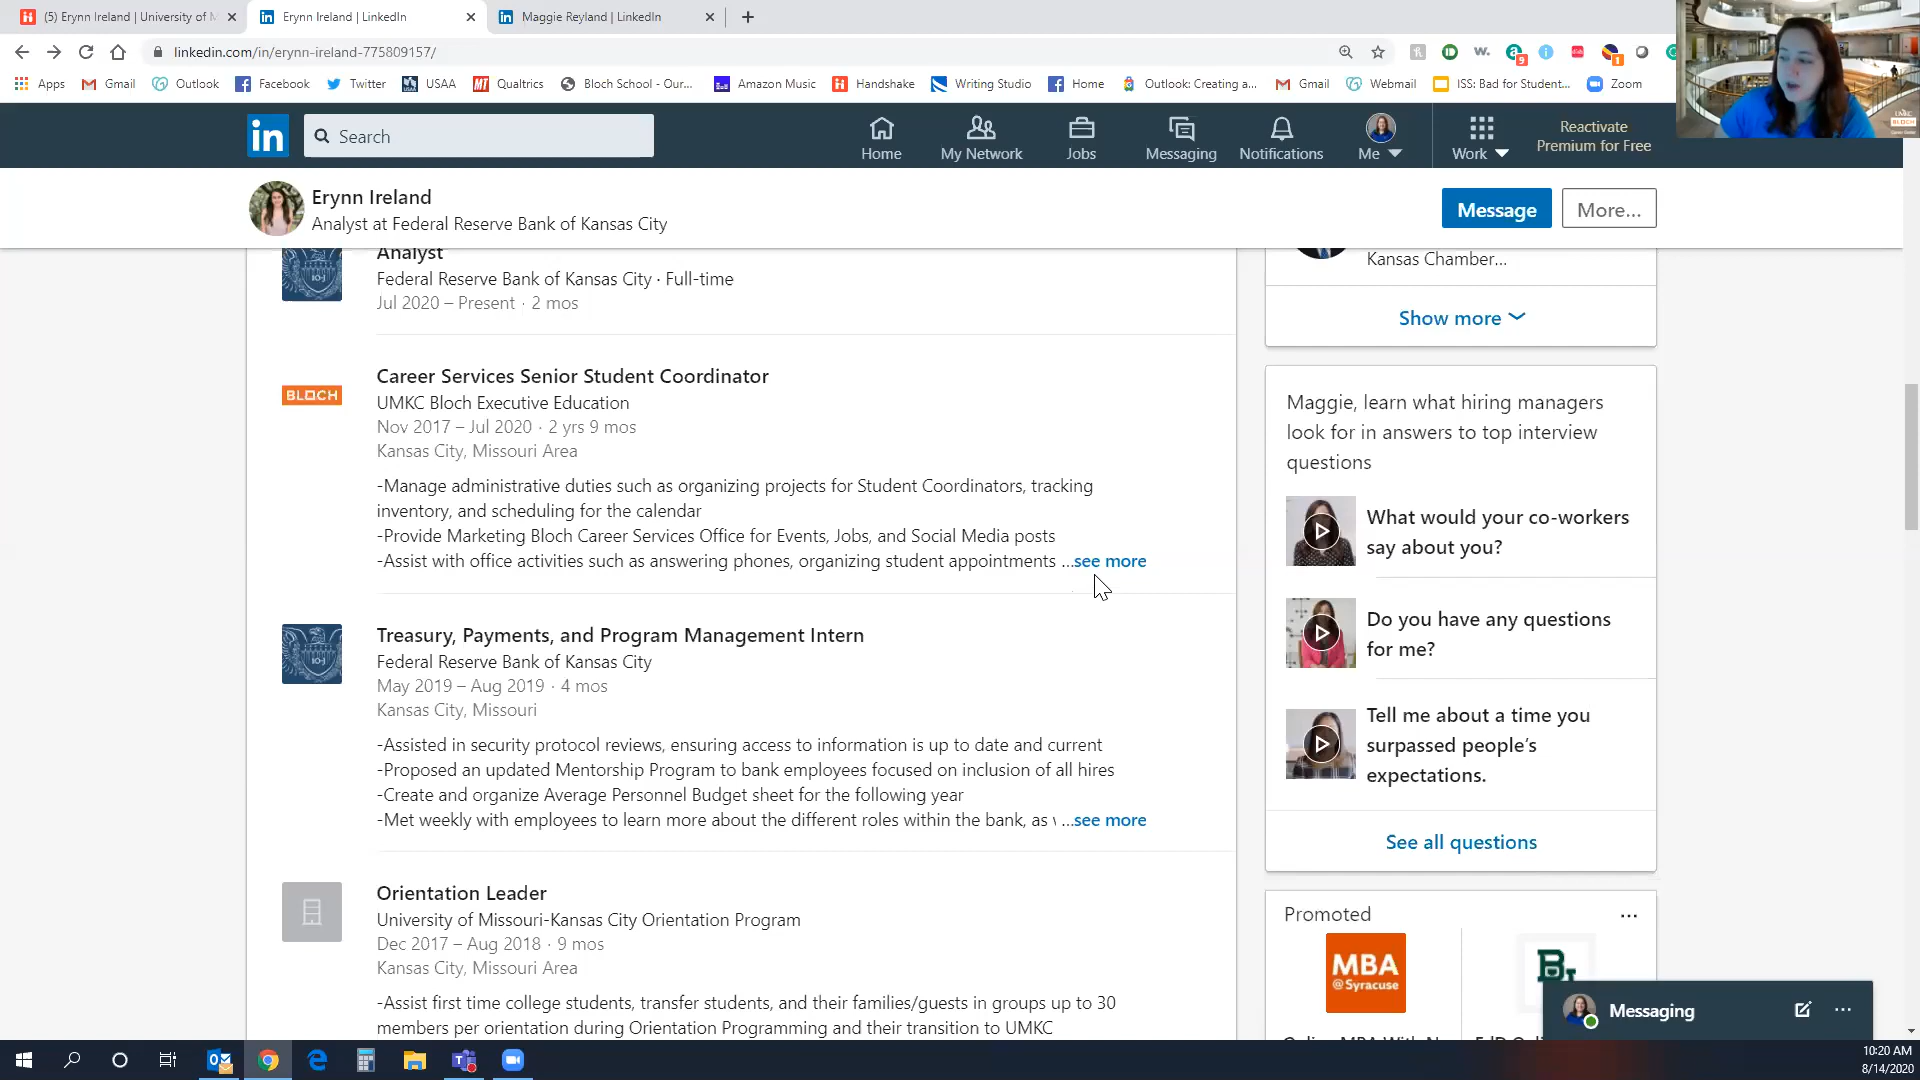 (5) Erynn Ireland | University of M
Erynn Ireland | LinkedIn
Maggie Reyland | LinkedIn
linkedin.com/in/erynn-ireland-775809157/
Apps
Gmail
Outlook
Facebook
Twitter
USAA
Qualtrics
Bloch School - Our...
Amazon Music
Handshake
Writing Studio
Home
Outlook: Creating a...
Gmail
Webmail
ISS: Bad for Student...
Zoom
in
Search
Home
My Network
Jobs
Messaging
Notifications
Me
Work
Reactivate
Premium for Free
Erynn Ireland
Analyst at Federal Reserve Bank of Kansas City
Message
More...
Analyst
Federal Reserve Bank of Kansas City · Full-time
Jul 2020 – Present · 2 mos
BLOCH
Career Services Senior Student Coordinator
UMKC Bloch Executive Education
Nov 2017 – Jul 2020 · 2 yrs 9 mos
Kansas City, Missouri Area
-Manage administrative duties such as organizing projects for Student Coordinators, tracking
inventory, and scheduling for the calendar
-Provide Marketing Bloch Career Services Office for Events, Jobs, and Social Media posts
-Assist with office activities such as answering phones, organizing student appointments ...see more
10-J
Treasury, Payments, and Program Management Intern
Federal Reserve Bank of Kansas City
May 2019 – Aug 2019 · 4 mos
Kansas City, Missouri
-Assisted in security protocol reviews, ensuring access to information is up to date and current
-Proposed an updated Mentorship Program to bank employees focused on inclusion of all hires
-Create and organize Average Personnel Budget sheet for the following year
-Met weekly with employees to learn more about the different roles within the bank, as ...see more
Orientation Leader
University of Missouri-Kansas City Orientation Program
Dec 2017 – Aug 2018 · 9 mos
Kansas City, Missouri Area
-Assist first time college students, transfer students, and their families/guests in groups up to 30
members per orientation during Orientation Programming and their transition to UMKC
Kansas Chamber...
Show more
Maggie, learn what hiring managers
look for in answers to top interview
questions
What would your co-workers
say about you?
Do you have any questions
for me?
Tell me about a time you
surpassed people's
expectations.
See all questions
Promoted
MBA
@Syracuse
Messaging
10:20 AM
8/14/2020